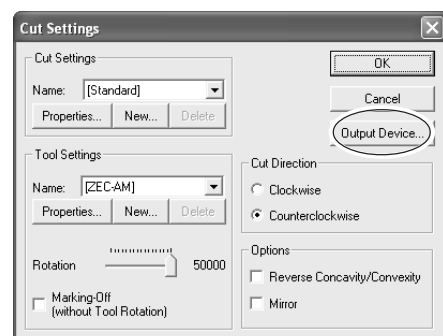 Cut Settings
Cut Settings
Name: [Standard]
Properties... New... Delete
OK
Cancel
Output Device...
Tool Settings
Name: [ZEC-AM]
Properties... New... Delete
Rotation 50000
Marking-Off
(without Tool Rotation)
Cut Direction
Clockwise
Counterclockwise
Options
Reverse Concavity/Convexity
Mirror